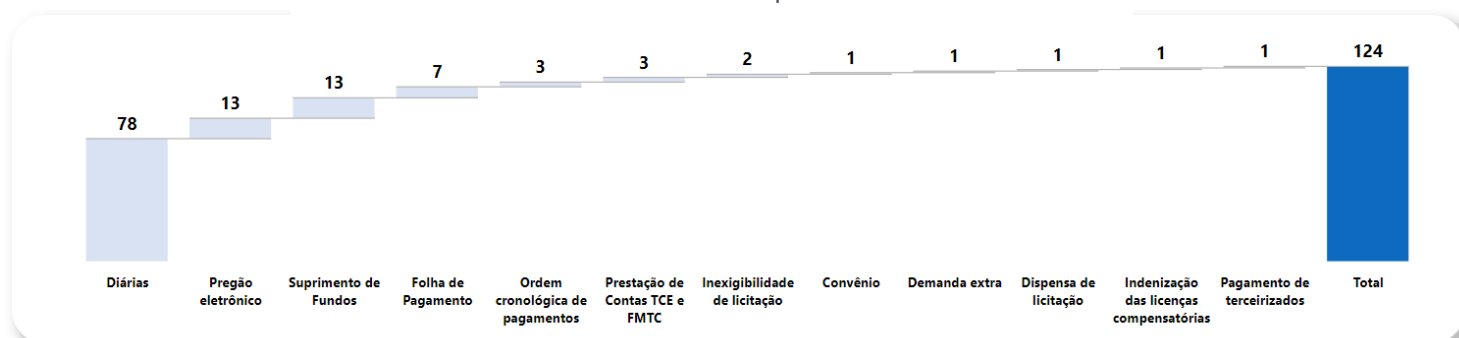 78
13
13
7
3
3
2
1
1
1
1
1
124
Diárias
Pregão
eletrônico
Suprimento de
Fundos
Folha de
Pagamento
Ordem
cronológica de
pagamentos
Prestação de
Contas TCE e
FMTC
Inexigibilidade
de licitação
Convênio
Demanda extra
Dispensa de
licitação
Indenização
das licenças
compensatórias
Pagamento de
terceirizados
Total